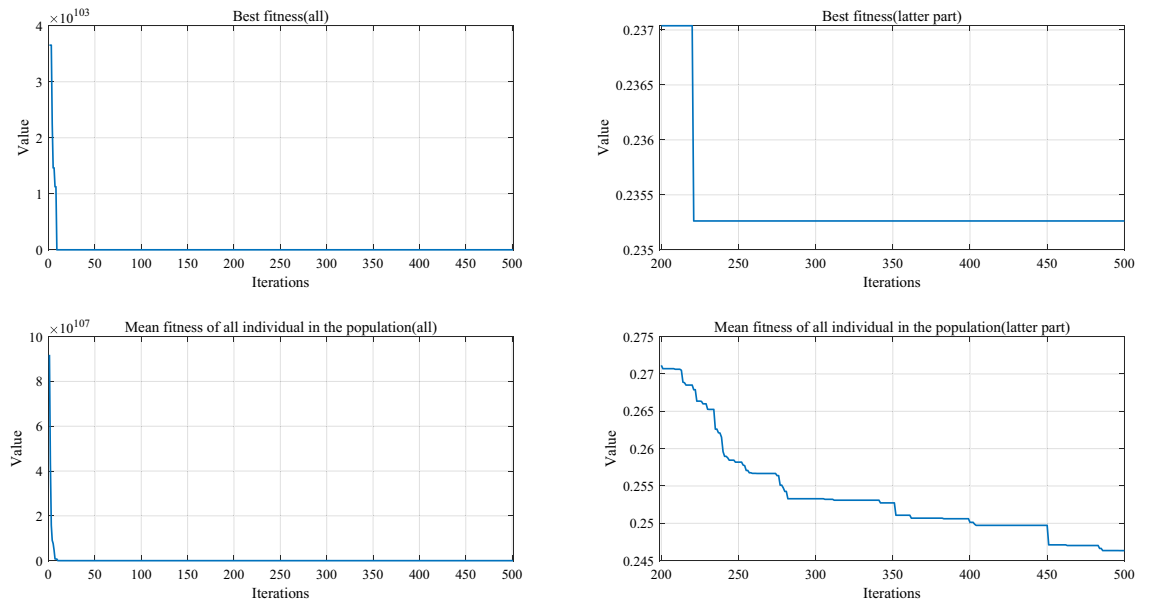 Best fitness(all)
×10^103
4
3
2
1
0
Value
0 50 100 150 200 250 300 350 400 450 500
Iterations
Best fitness(latter part)
0.237
0.2365
0.236
0.2355
0.235
Value
200 250 300 350 400 450 500
Iterations
Mean fitness of all individual in the population(all)
×10^107
10
8
6
4
2
0
Value
0 50 100 150 200 250 300 350 400 450 500
Iterations
Mean fitness of all individual in the population(latter part)
0.275
0.27
0.265
0.26
0.255
0.25
0.245
Value
200 250 300 350 400 450 500
Iterations